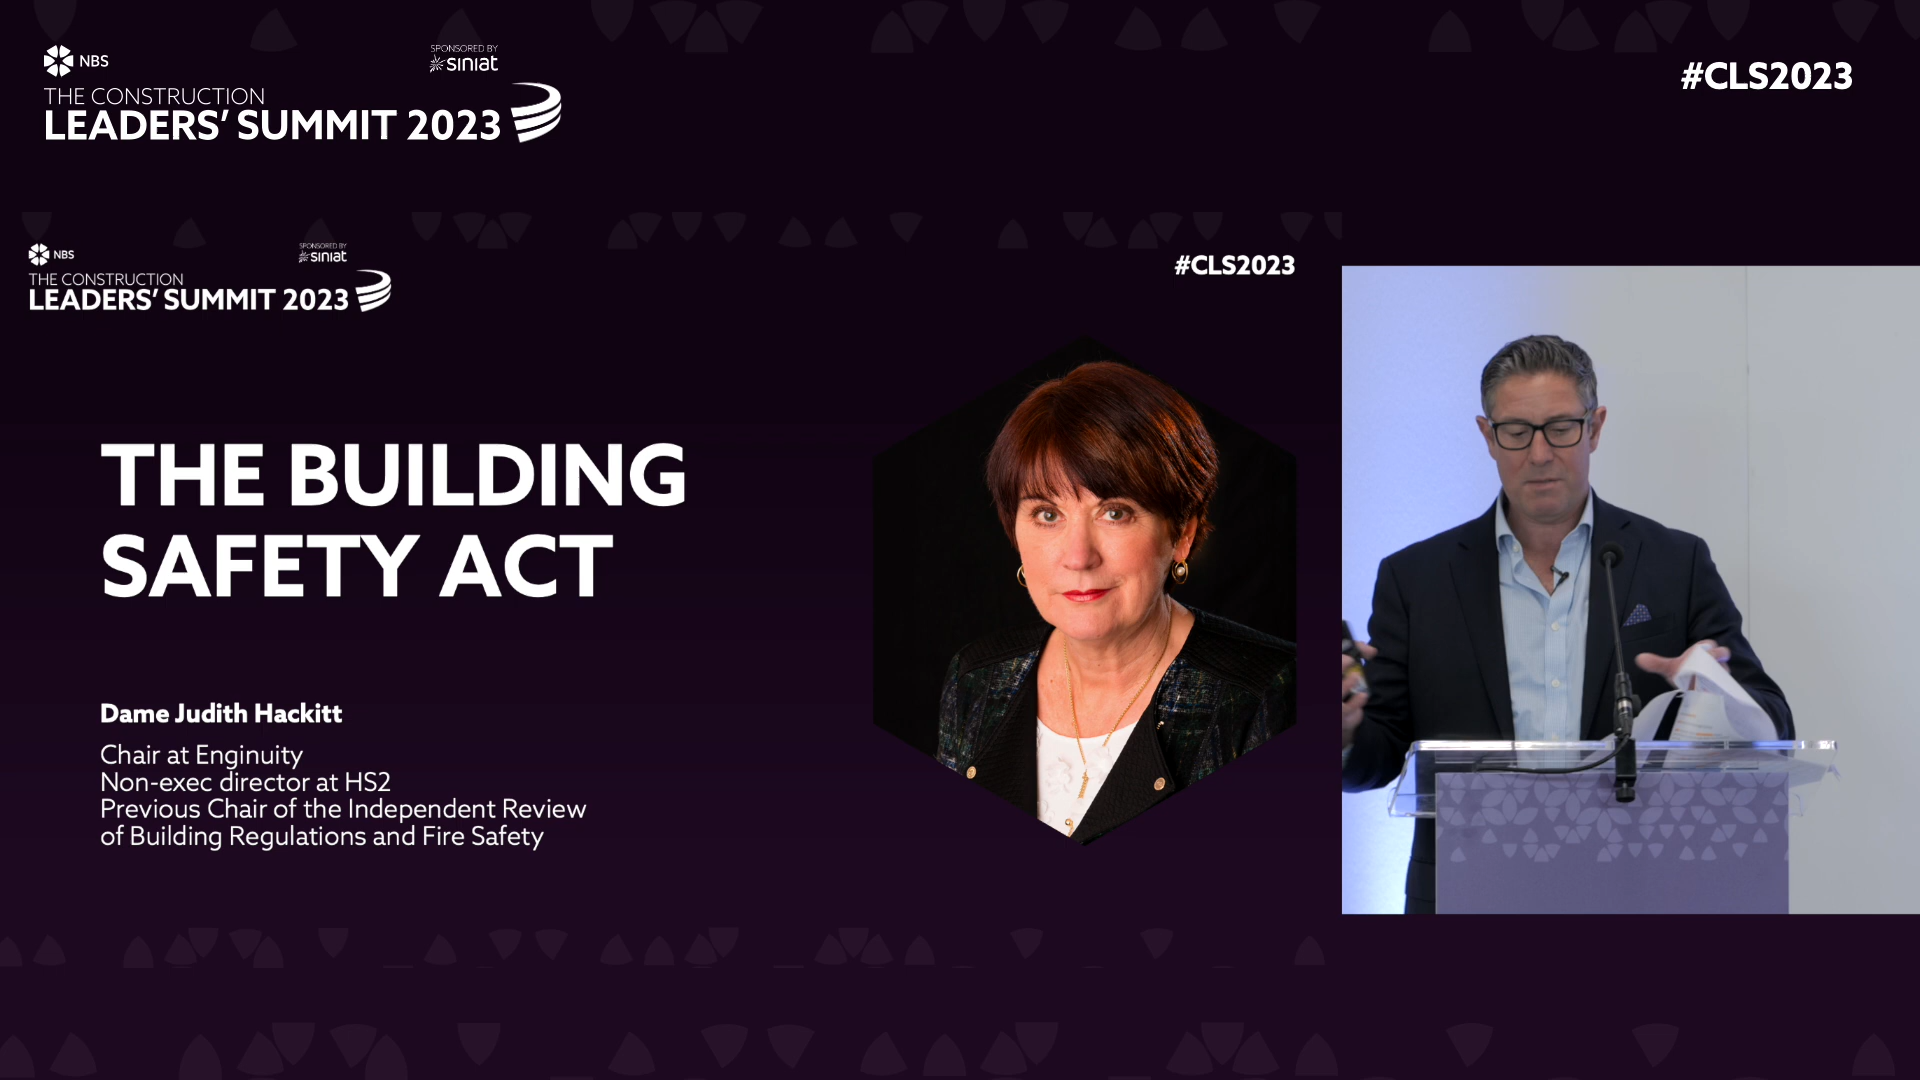 NBS
SPONSORED BY
siniat
THE CONSTRUCTION
LEADERS' SUMMIT 2023
#CLS2023
NBS
SPONSORED BY
siniat
THE CONSTRUCTION
LEADERS' SUMMIT 2023
#CLS2023
THE BUILDING
SAFETY ACT
Dame Judith Hackitt
Chair at Enginuity
Non-exec director at HS2
Previous Chair of the Independent Review
of Building Regulations and Fire Safety